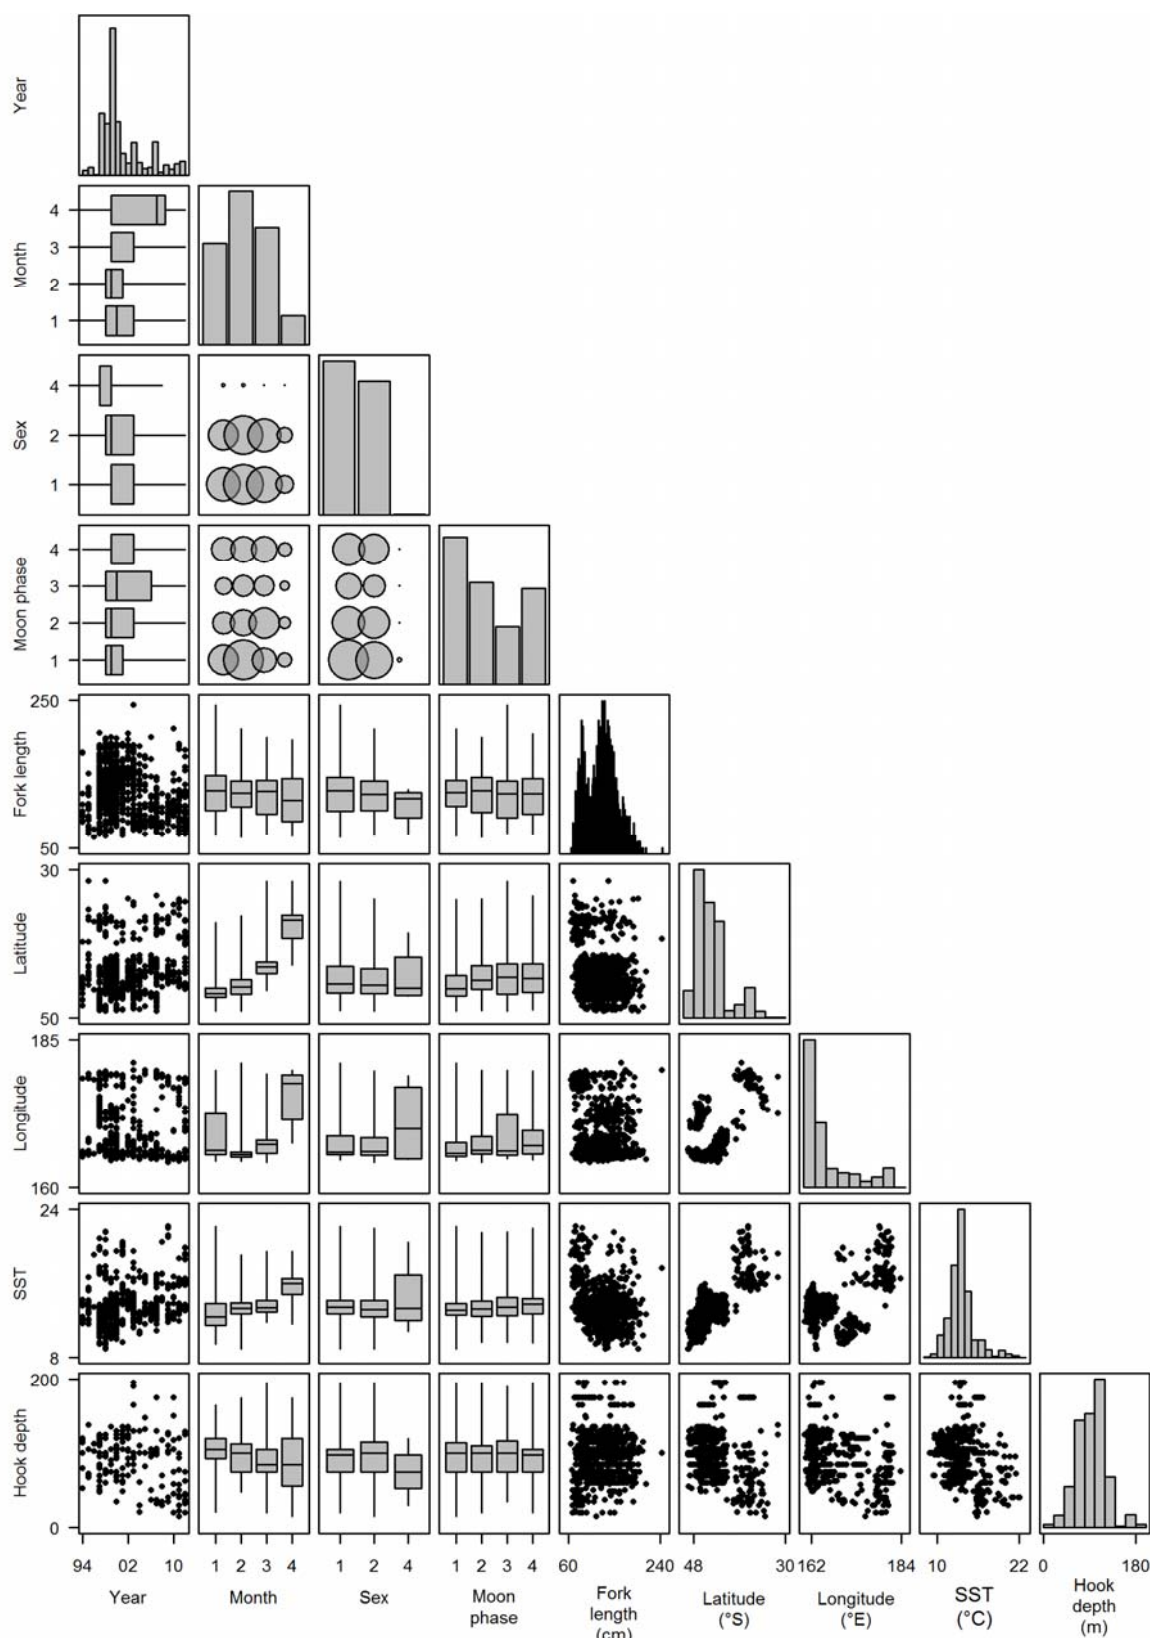 Year
4
3
2
1
Month
4
2
1
Sex
4
3
2
1
Moon phase
250
50
Fork length
30
50
Latitude
185
160
Longitude
24
8
SST
200
0
Hook depth
94 02 10 1 2 3 4 1 2 4 1 2 3 4 60 240 48 30 162 184 10 22 0 180
Year Month Sex Moon phase Fork length (cm) Latitude (°S) Longitude (°E) SST (°C) Hook depth (m)